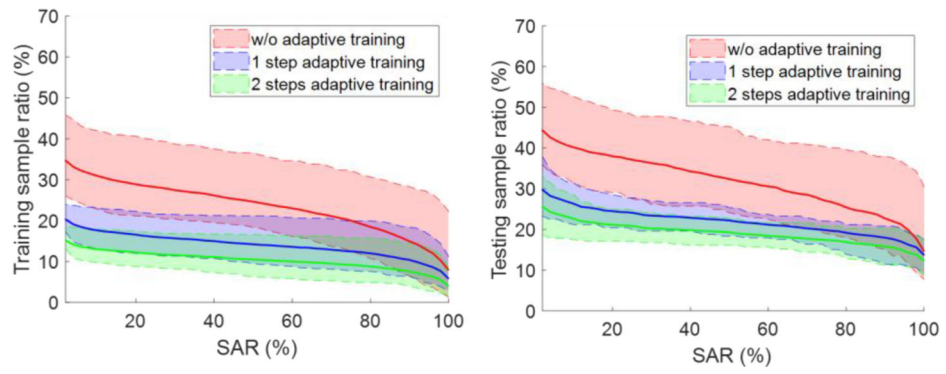 70
60
50
40
30
20
10
0
Training sample ratio (%)
w/o adaptive training
1 step adaptive training
2 steps adaptive training
20
40
60
80
100
SAR (%)
70
60
50
40
30
20
10
0
Testing sample ratio (%)
w/o adaptive training
1 step adaptive training
2 steps adaptive training
20
40
60
80
100
SAR (%)